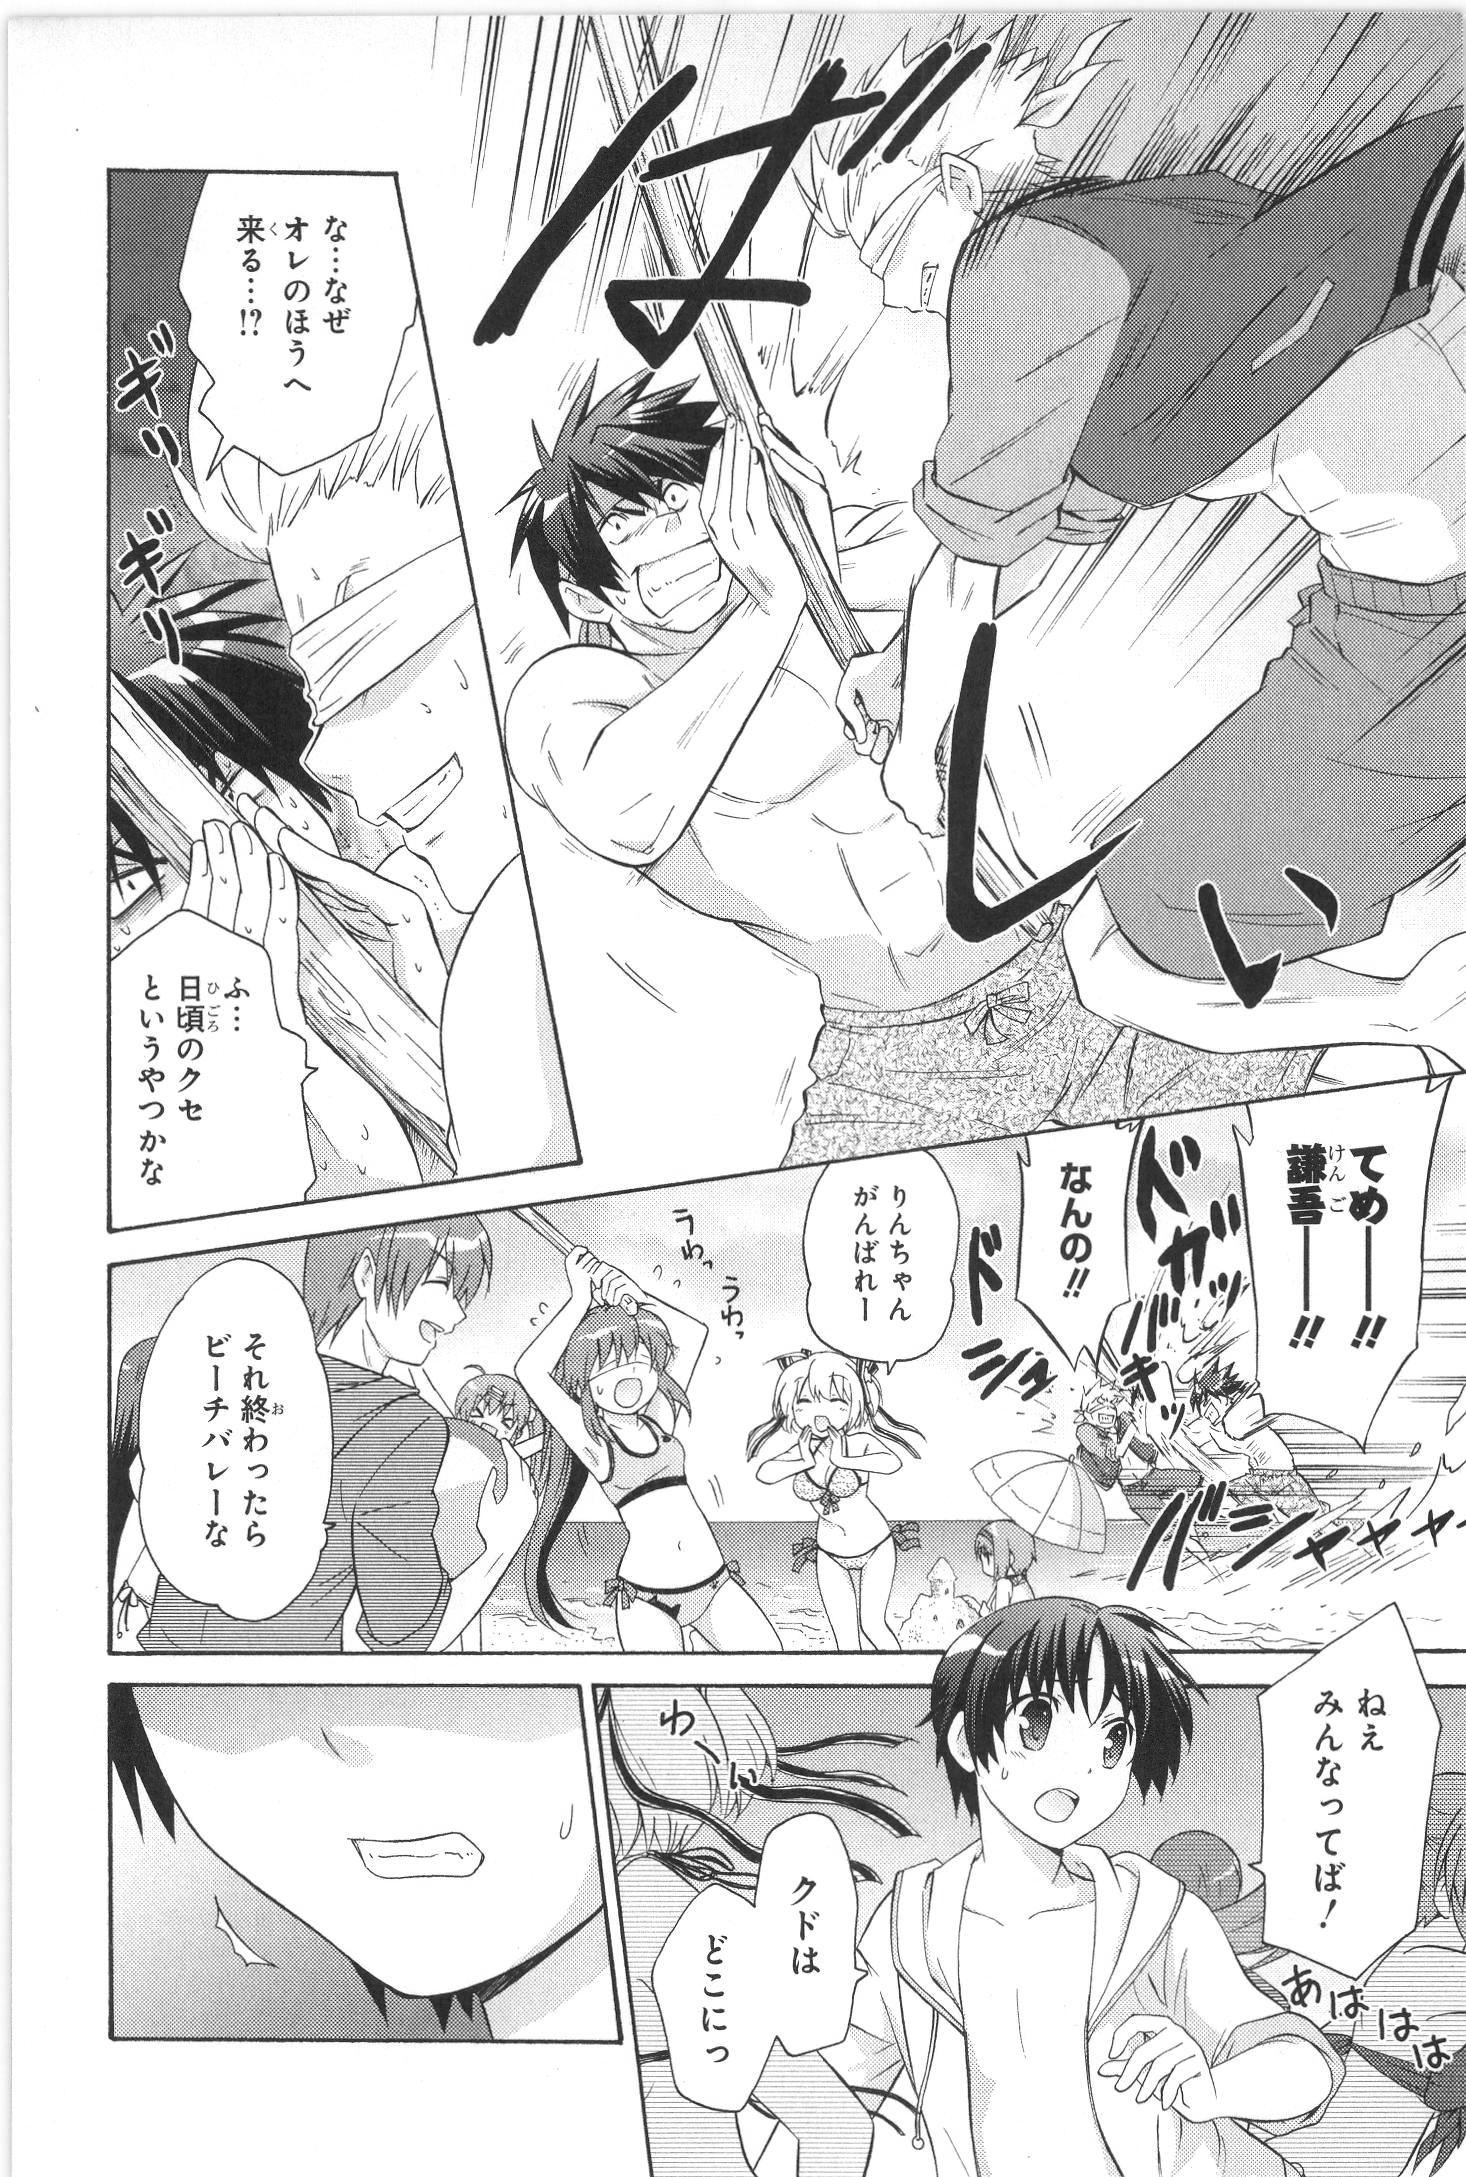 ばしぃ
な…なぜ
オレのほうへ
来る…!?
ギリ
ギギ
ふ…
日頃のクセ
というやつかな
てめーー!!
謙吾ーー!!
なんの!!
ドガッ
バキッ
ドドシュ
バシャャャャ
りんちゃん
がんばれー
うわっ
うわっ
それ終わったら
ビーチバレーな
ねえ
みんなってば!
わーい
クドは
どこにっ
あははは